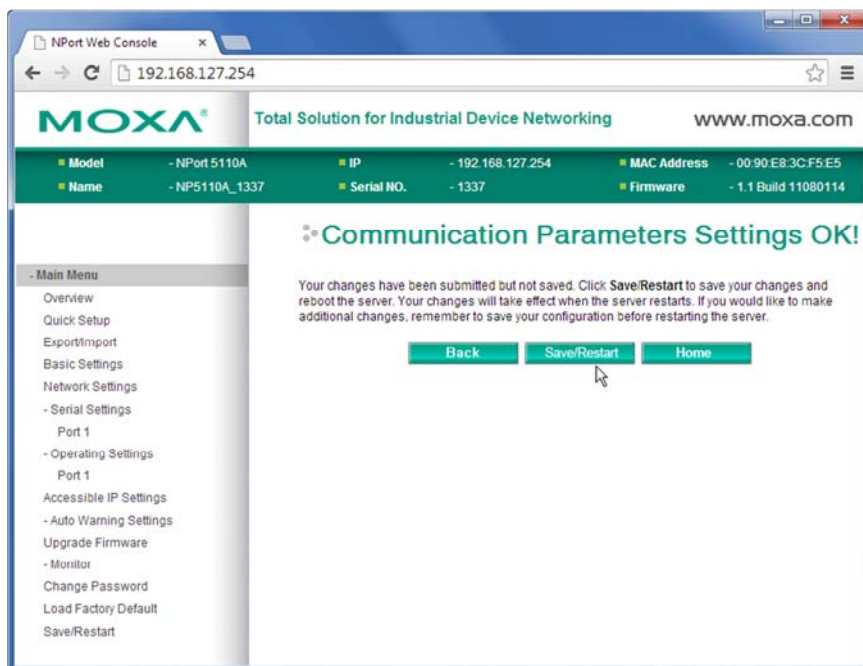 NPort Web Console
192.168.127.254
MOXA®
Total Solution for Industrial Device Networking
www.moxa.com
Model - NPort 5110A IP - 192.168.127.254 MAC Address - 00:90:E8:3C:F5:E5
Name - NP5110A_1337 Serial NO. - 1337 Firmware - 1.1 Build 11080114
Communication Parameters Settings OK!
Your changes have been submitted but not saved. Click Save/Restart to save your changes and
reboot the server. Your changes will take effect when the server restarts. If you would like to make
additional changes, remember to save your configuration before restarting the server.
Back Save/Restart Home
- Main Menu
Overview
Quick Setup
Export/Import
Basic Settings
Network Settings
- Serial Settings
Port 1
- Operating Settings
Port 1
Accessible IP Settings
- Auto Warning Settings
Upgrade Firmware
- Monitor
Change Password
Load Factory Default
Save/Restart